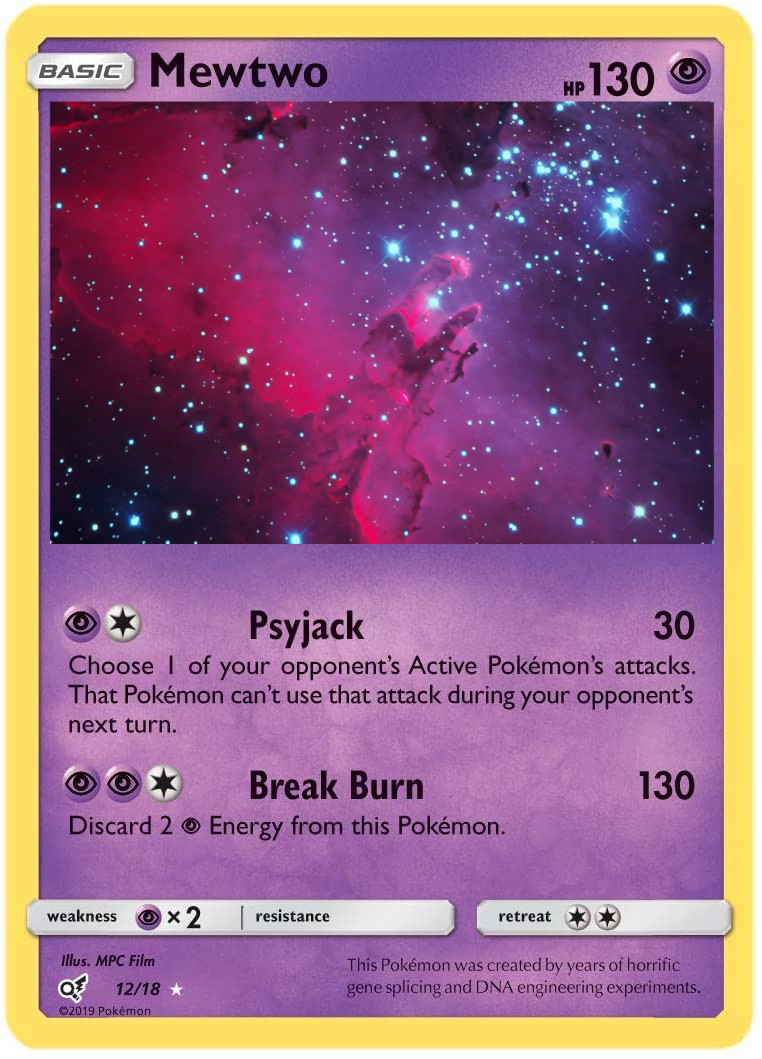 BASIC Mewtwo HP 130
Psyjack 30
Choose 1 of your opponent's Active Pokémon's attacks.
That Pokémon can't use that attack during your opponent's
next turn.
Break Burn 130
Discard 2 Energy from this Pokémon.
weakness ×2 resistance retreat
Illus. MPC Film
12/18
©2019 Pokémon
This Pokémon was created by years of horrific
gene splicing and DNA engineering experiments.